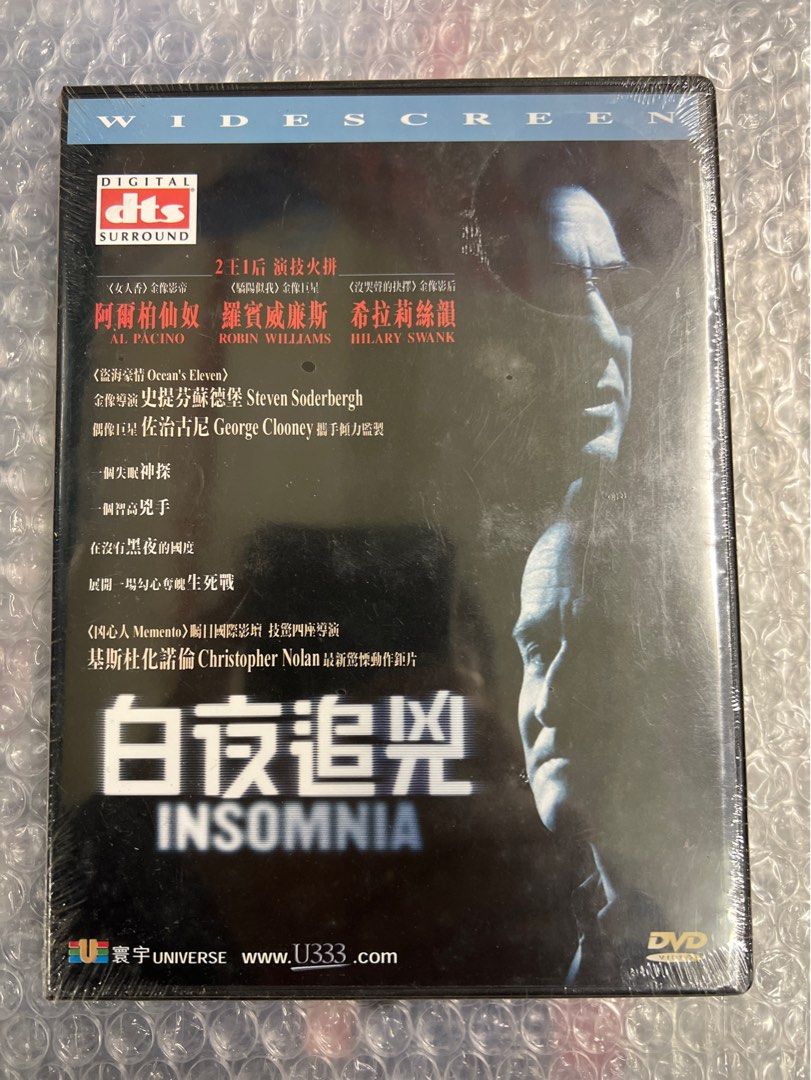 WIDESCREEN
DIGITAL
dts
SURROUND
2王1后 演技火拼
《女人香》金像影帝 《驕陽似我》金像巨星 《沒哭聲的抉擇》金像影后
阿爾柏仙奴 羅賓威廉斯 希拉莉絲韻
AL PACINO ROBIN WILLIAMS HILARY SWANK
《盜海豪情 Ocean's Eleven》
金像導演 史提芬蘇德堡 Steven Soderbergh
偶像巨星 佐治古尼 George Clooney 攜手傾力監製
一個失眠神探
一個智高兇手
在沒有黑夜的國度
展開一場勾心奪魄生死戰
《凶心人 Memento》矚目國際影壇 技驚四座導演
基斯杜化諾倫 Christopher Nolan 最新驚慄動作鉅片
白夜追兇
INSOMNIA
U 寰宇 UNIVERSE www.U333.com
DVD
VIDEO